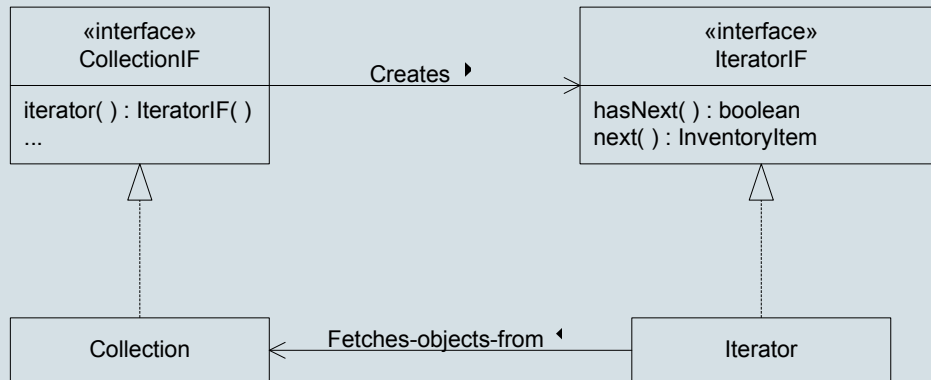 «interface»
CollectionIF
iterator( ) : IteratorIF( )
...
Creates
«interface»
IteratorIF
hasNext( ) : boolean
next( ) : InventoryItem
Collection
Fetches-objects-from
Iterator